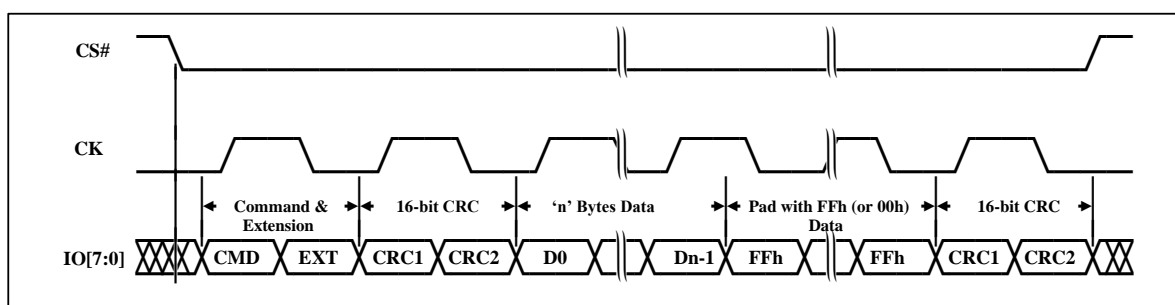 CS#
CK
Command &
Extension
16-bit CRC
‘n’ Bytes Data
Pad with FFh (or 00h)
Data
16-bit CRC
IO[7:0]
CMD
EXT
CRC1
CRC2
D0
Dn-1
FFh
FFh
CRC1
CRC2